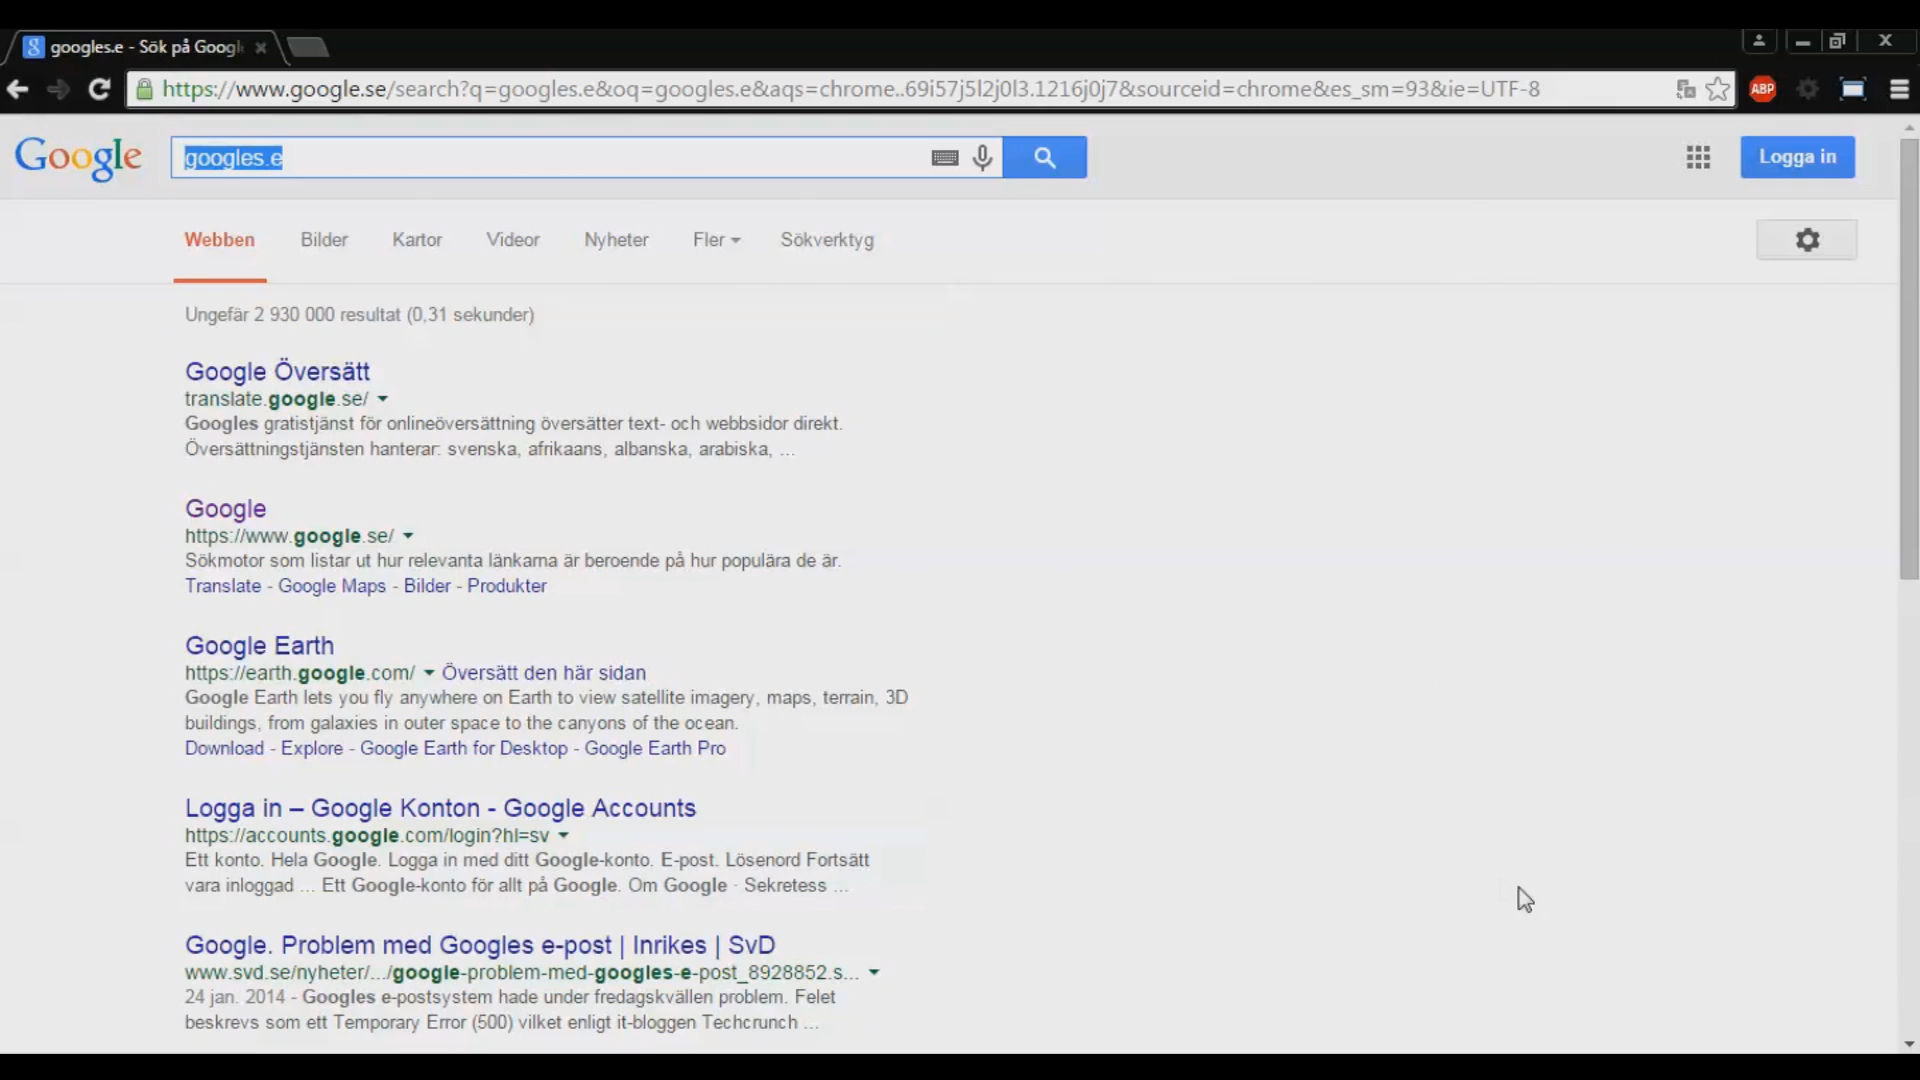 googles.e - Sök på Googl
https://www.google.se/search?q=googles.e&oq=googles.e&aqs=chrome..69i57j5l2j0l3.1216j0j7&sourceid=chrome&es_sm=93&ie=UTF-8
ABP
Google
googles.e
Logga in
Webben Bilder Kartor Videor Nyheter Fler Sökverktyg
Ungefär 2 930 000 resultat (0,31 sekunder)
Google Översätt
translate.google.se/
Googles gratistjänst för onlineöversättning översätter text- och webbsidor direkt.
Översättningstjänsten hanterar: svenska, afrikaans, albanska, arabiska, ...
Google
https://www.google.se/
Sökmotor som listar ut hur relevanta länkarna är beroende på hur populära de är.
Translate - Google Maps - Bilder - Produkter
Google Earth
https://earth.google.com/ Översätt den här sidan
Google Earth lets you fly anywhere on Earth to view satellite imagery, maps, terrain, 3D
buildings, from galaxies in outer space to the canyons of the ocean.
Download - Explore - Google Earth for Desktop - Google Earth Pro
Logga in – Google Konton - Google Accounts
https://accounts.google.com/login?hl=sv
Ett konto. Hela Google. Logga in med ditt Google-konto. E-post. Lösenord Fortsätt
vara inloggad ... Ett Google-konto för allt på Google. Om Google · Sekretess ...
Google. Problem med Googles e-post | Inrikes | SvD
www.svd.se/nyheter/.../google-problem-med-googles-e-post_8928852.s...
24 jan. 2014 - Googles e-postsystem hade under fredagskvällen problem. Felet
beskrevs som ett Temporary Error (500) vilket enligt it-bloggen Techcrunch ...